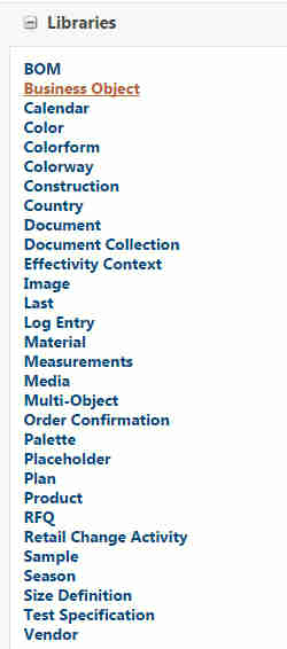 Libraries
BOM
Business Object
Calendar
Color
Colorform
Colorway
Construction
Country
Document
Document Collection
Effectivity Context
Image
Last
Log Entry
Material
Measurements
Media
Multi-Object
Order Confirmation
Palette
Placeholder
Plan
Product
RFQ
Retail Change Activity
Sample
Season
Size Definition
Test Specification
Vendor